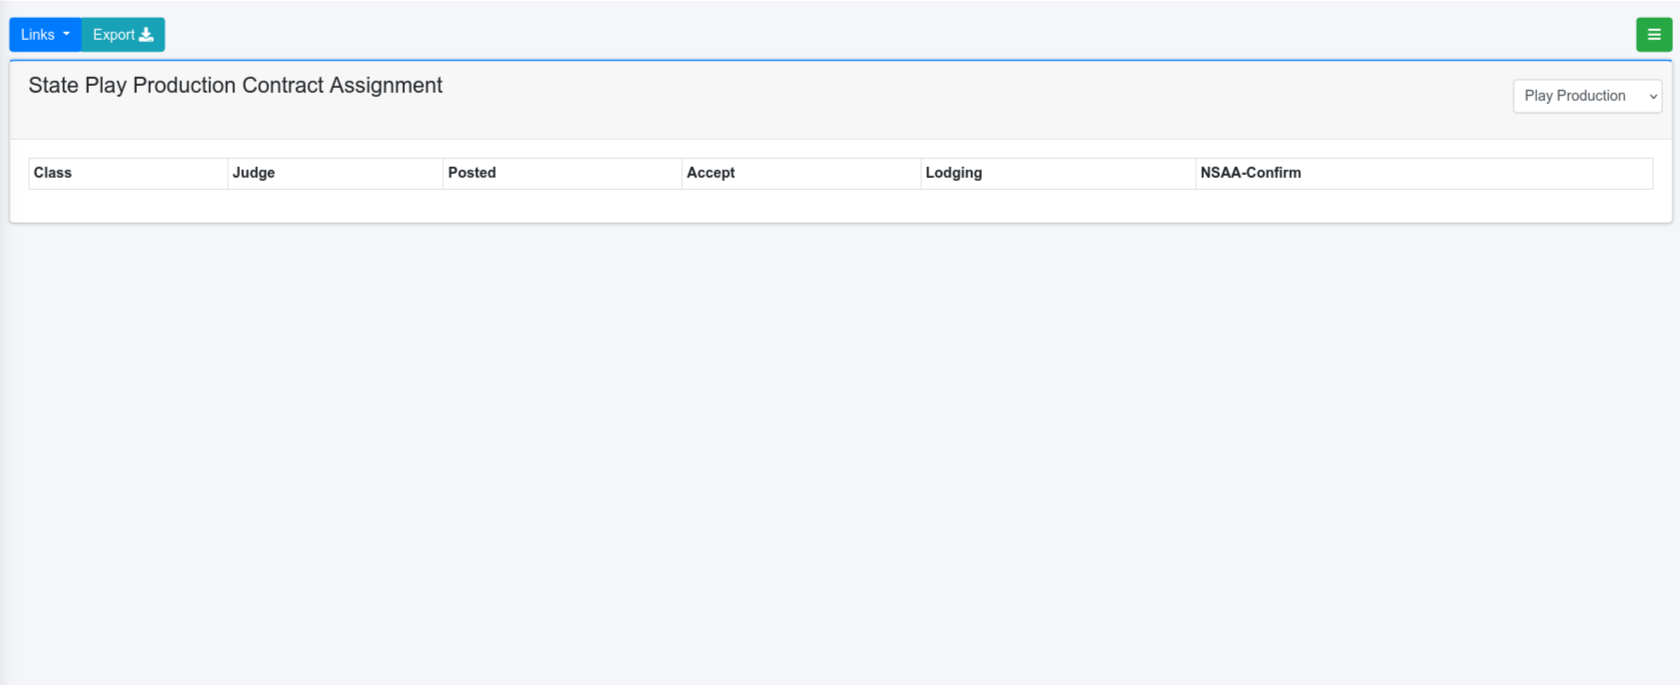 Links Export
State Play Production Contract Assignment
Play Production
Class Judge Posted Accept Lodging NSAA-Confirm